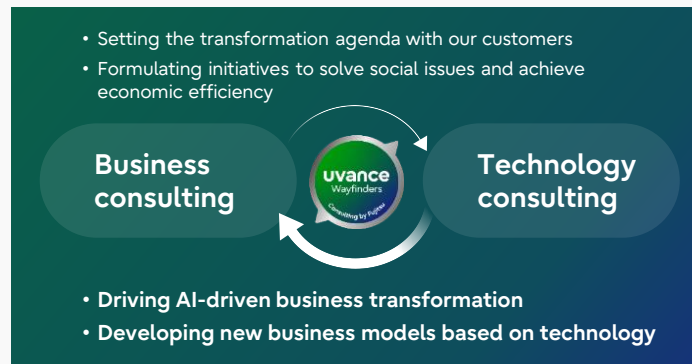 • Setting the transformation agenda with our customers
• Formulating initiatives to solve social issues and achieve
economic efficiency
Business
consulting
uvance
Wayfinders
Consulting by Fujitsu
Technology
consulting
• Driving AI-driven business transformation
• Developing new business models based on technology